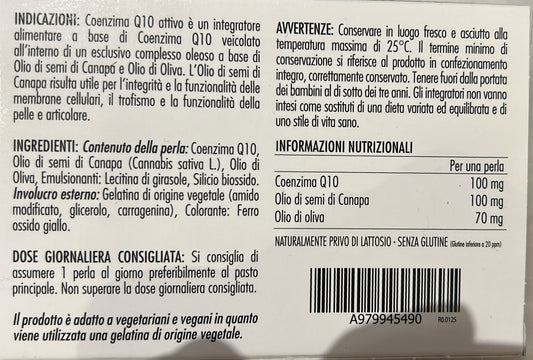 INDICAZIONI: Coenzima Q10 attivo è un integratore
alimentare a base di Coenzima Q10 veicolato
all'interno di un esclusivo complesso oleoso a base di
Olio di semi di Canapa e Olio di Oliva. L'Olio di semi di
Canapa risulta utile per l'integrità e la funzionalità delle
membrane cellulari, il trofismo e la funzionalità della
pelle e articolare.
INGREDIENTI: Contenuto della perla: Coenzima Q10,
Olio di semi di Canapa (Cannabis sativa L.), Olio di
Oliva, Emulsionanti: Lecitina di girasole, Silicio biossido.
Involucro esterno: Gelatina di origine vegetale (amido
modificato, glicerolo, carragenina), Colorante: Ferro
ossido giallo.
DOSE GIORNALIERA CONSIGLIATA: Si consiglia di
assumere 1 perla al giorno preferibilmente al pasto
principale. Non superare la dose giornaliera consigliata.
Il prodotto è adatto a vegetariani e vegani in quanto
viene utilizzata una gelatina di origine vegetale.
AVVERTENZE: Conservare in luogo fresco e asciutto alla
temperatura massima di 25°C. Il termine minimo di
conservazione si riferisce al prodotto in confezionamento
integro, correttamente conservato. Tenere fuori dalla portata
dei bambini al di sotto dei tre anni. Gli integratori non vanno
intesi come sostituti di una dieta variata ed equilibrata e di
uno stile di vita sano.
INFORMAZIONI NUTRIZIONALI
Per una perla
Coenzima Q10 100 mg
Olio di semi di Canapa 100 mg
Olio di oliva 70 mg
NATURALMENTE PRIVO DI LATTOSIO - SENZA GLUTINE (Glutine inferiore a 20 ppm)
A979945490 R0.0125